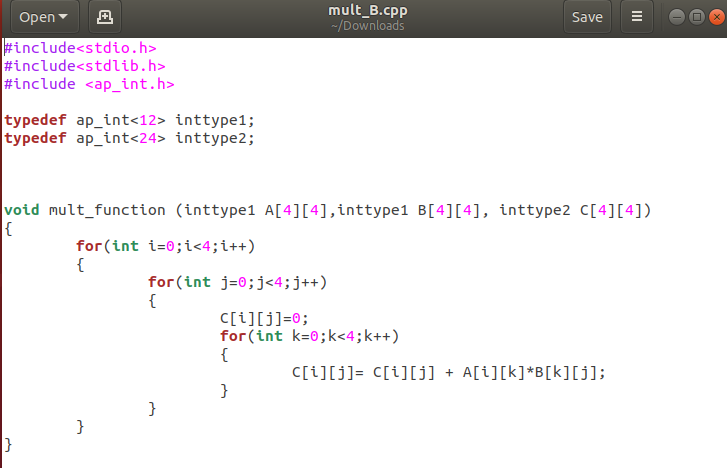 Open
mult_B.cpp
~/Downloads
Save
#include<stdio.h>
#include<stdlib.h>
#include <ap_int.h>
typedef ap_int<12> inttype1;
typedef ap_int<24> inttype2;
void mult_function (inttype1 A[4][4],inttype1 B[4][4], inttype2 C[4][4])
{
for(int i=0;i<4;i++)
{
for(int j=0;j<4;j++)
{
C[i][j]=0;
for(int k=0;k<4;k++)
{
C[i][j]= C[i][j] + A[i][k]*B[k][j];
}
}
}
}